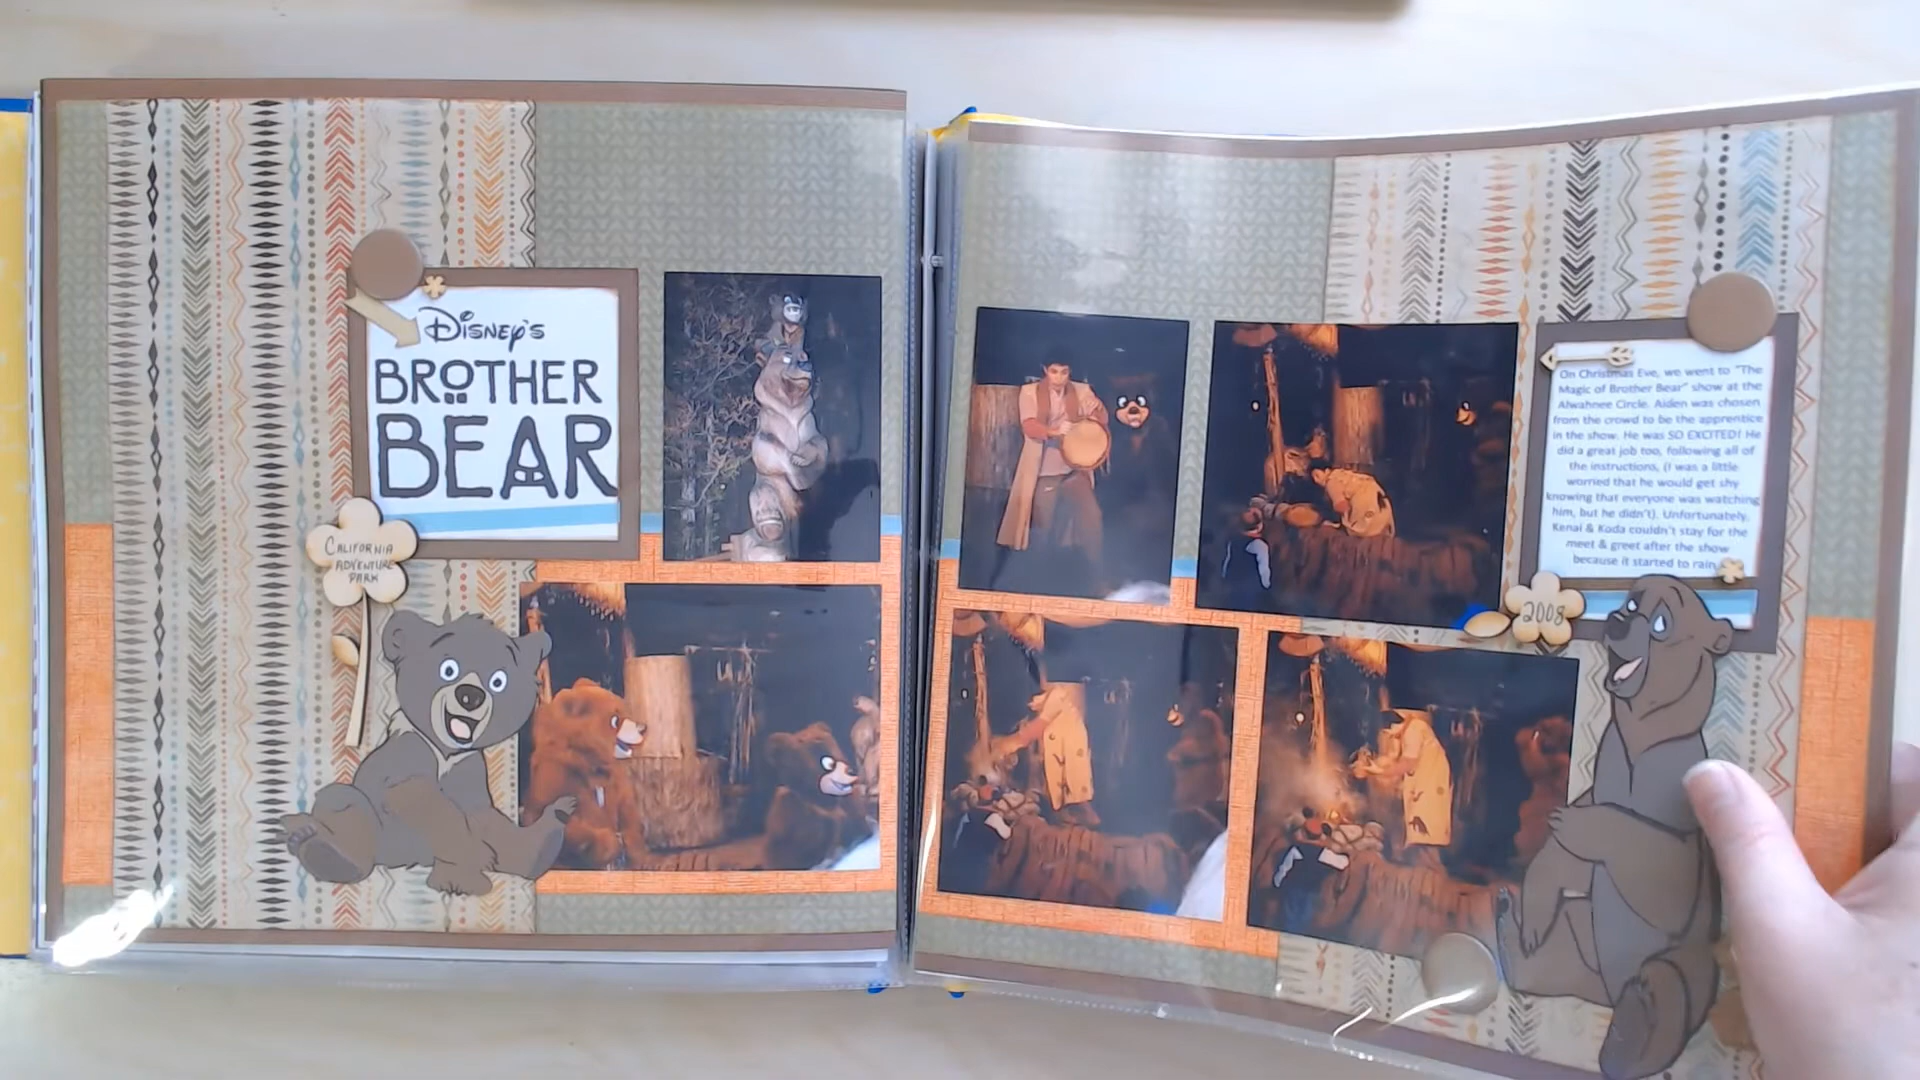 Disney's
BROTHER
BEAR
CALIFORNIA
ADVENTURE
PARK
On Christmas Eve, we went to "The
Magic of Brother Bear" show at the
Alwahnee Circle. Aiden was chosen
from the crowd to be the apprentice
in the show. He was SO EXCITED! He
did a great job too, following all of
the instructions, (I was a little
worried that he would get shy
knowing that everyone was watching
him, but he didn't). Unfortunately,
Kenai & Koda couldn't stay for the
meet & greet after the show
because it started to rain.
2008